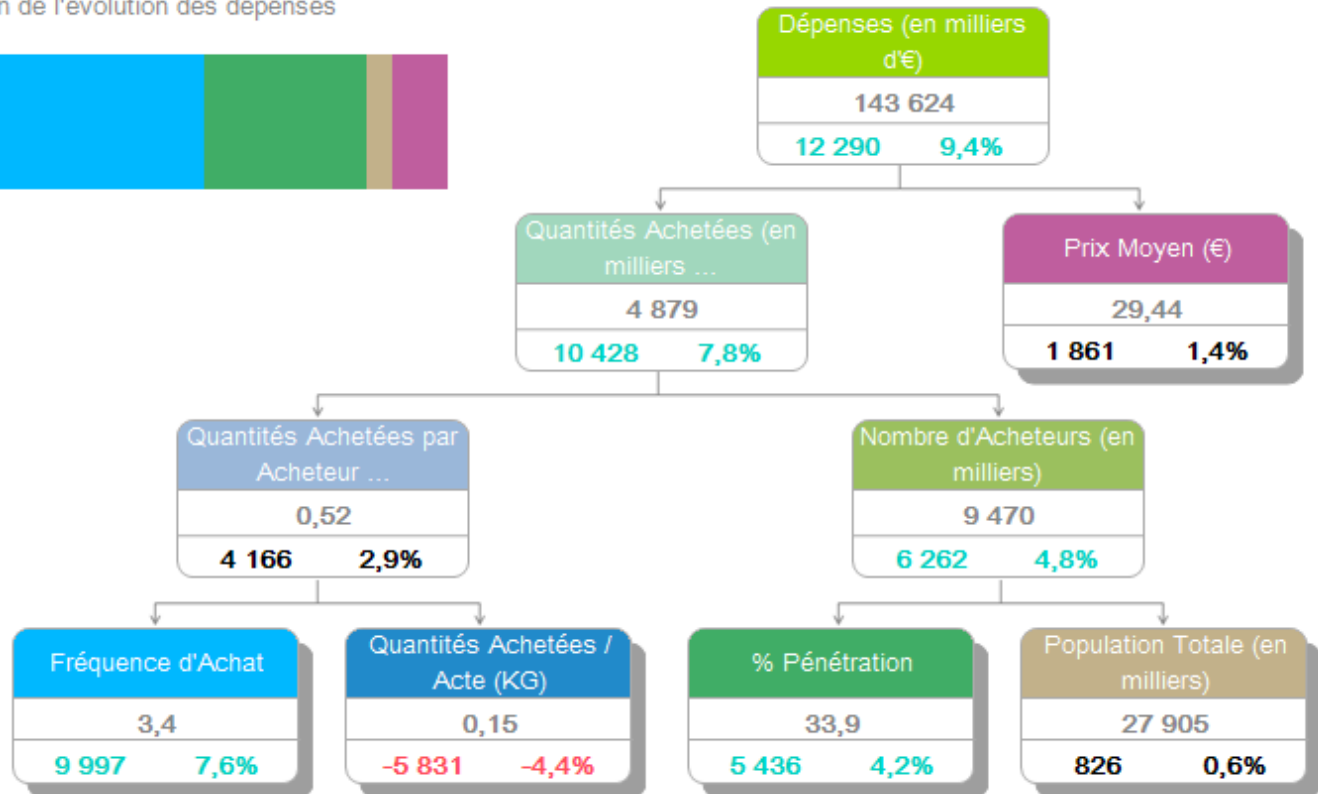 n de l'évolution des dépenses
Dépenses (en milliers
d'€)
143 624
12 290 9,4%
Quantités Achetées (en
milliers ...
4 879
10 428 7,8%
Prix Moyen (€)
29,44
1 861 1,4%
Quantités Achetées par
Acheteur ...
0,52
4 166 2,9%
Nombre d'Acheteurs (en
milliers)
9 470
6 262 4,8%
Fréquence d'Achat
3,4
9 997 7,6%
Quantités Achetées /
Acte (KG)
0,15
-5 831 -4,4%
% Pénétration
33,9
5 436 4,2%
Population Totale (en
milliers)
27 905
826 0,6%